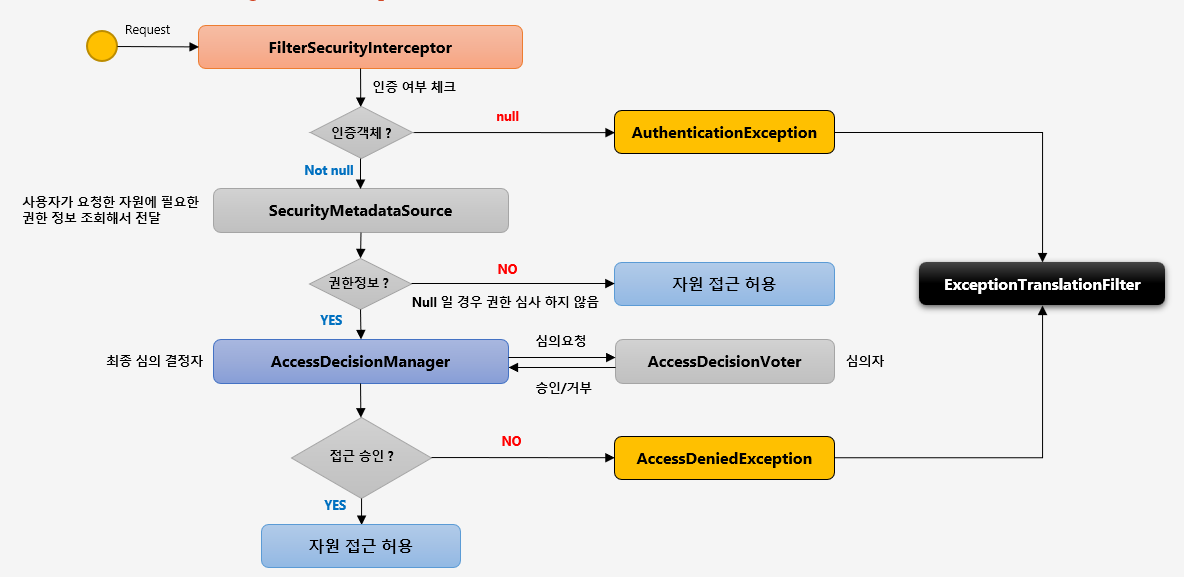 Request
FilterSecurityInterceptor
인증 여부 체크
인증객체 ?
null
AuthenticationException
Not null
사용자가 요청한 자원에 필요한
권한 정보 조회해서 전달
SecurityMetadataSource
권한정보 ?
NO
Null 일 경우 권한 심사 하지 않음
자원 접근 허용
ExceptionTranslationFilter
YES
최종 심의 결정자
AccessDecisionManager
심의요청
승인/거부
AccessDecisionVoter
심의자
접근 승인 ?
NO
AccessDeniedException
YES
자원 접근 허용